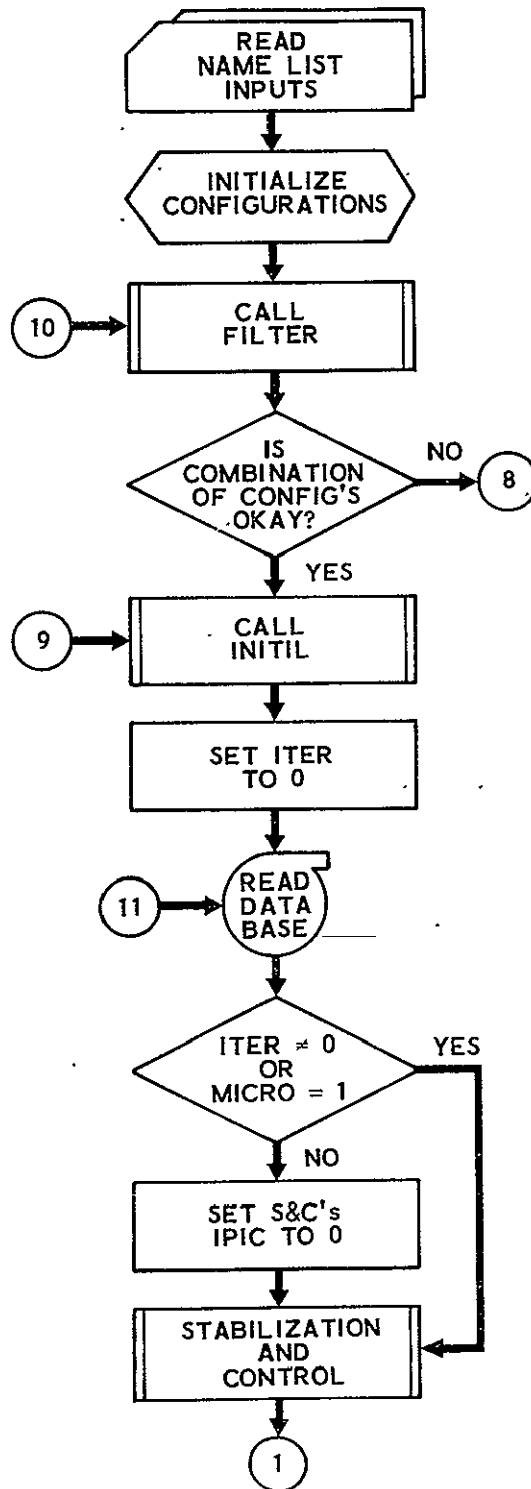 READ
NAME LIST
INPUTS
INITIALIZE
CONFIGURATIONS
10
CALL
FILTER
IS
COMBINATION
OF CONFIG'S
OKAY?
NO
8
YES
9
CALL
INITIL
SET ITER
TO 0
11
READ
DATA
BASE
ITER ≠ 0
OR
MICRO = 1
YES
NO
SET S&C's
IPIC TO 0
STABILIZATION
AND
CONTROL
1